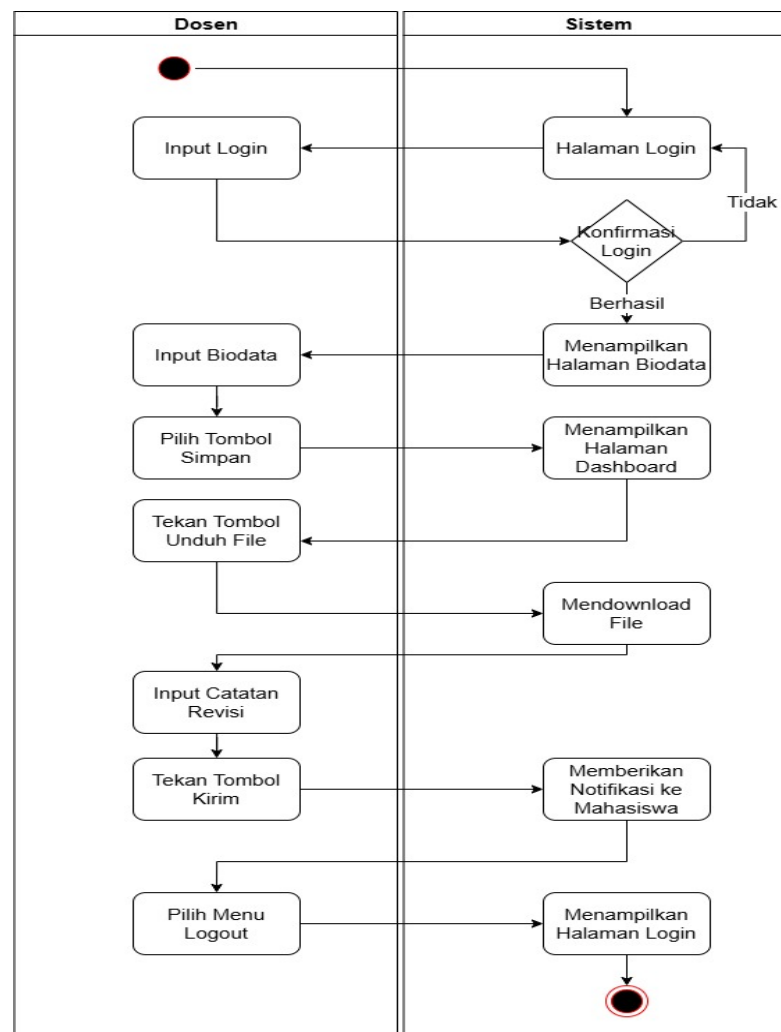 Dosen
Sistem
Input Login
Halaman Login
Tidak
Konfirmasi
Login
Berhasil
Input Biodata
Menampilkan
Halaman Biodata
Pilih Tombol
Simpan
Menampilkan
Halaman
Dashboard
Tekan Tombol
Unduh File
Mendownload
File
Input Catatan
Revisi
Tekan Tombol
Kirim
Memberikan
Notifikasi ke
Mahasiswa
Pilih Menu
Logout
Menampilkan
Halaman Login